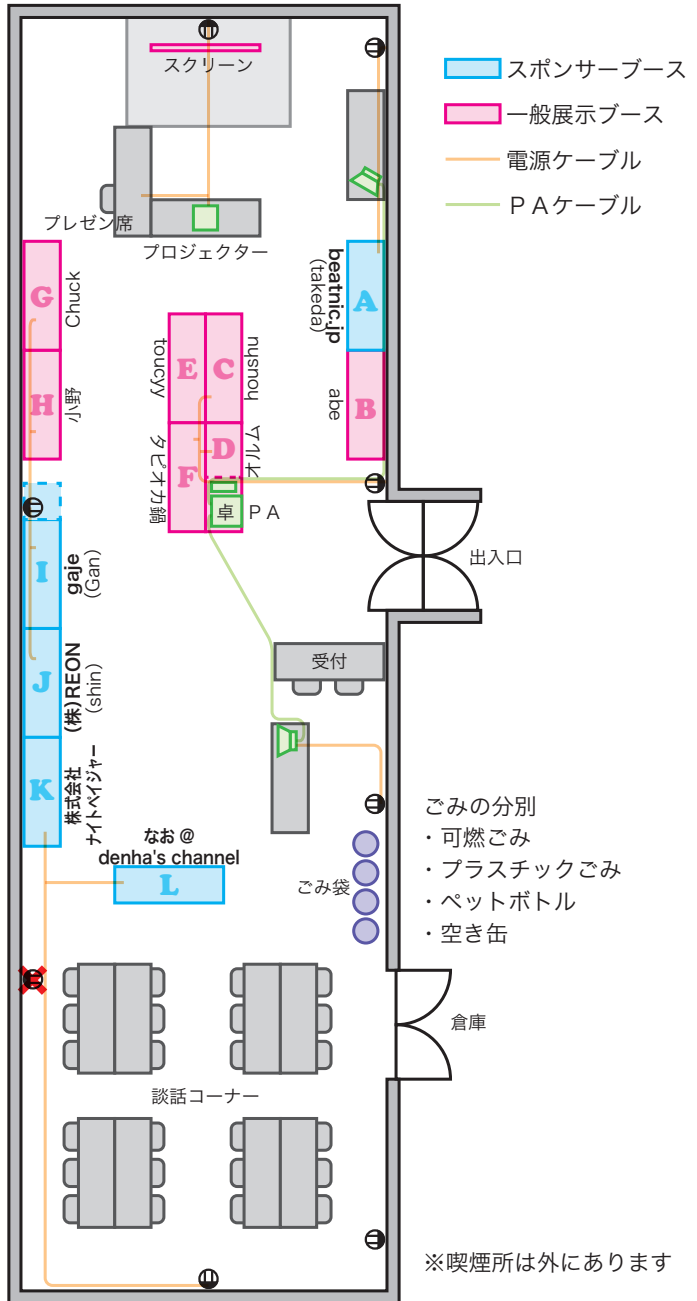 スクリーン
プレゼン席
プロジェクター
スポンサーブース
一般展示ブース
電源ケーブル
ＰＡケーブル
G
Chuck
H
小野
E
toucyy
C
houshu
F
タピオカ鍋
D
オルム
卓
ＰＡ
A
beatnic.jp
(takeda)
B
abe
出入口
I
gaje
(Gan)
J
(株)REON
(shin)
K
株式会社
ナイトペイジャー
受付
なお@
denha's channel
L
ごみ袋
ごみの分別
・可燃ごみ
・プラスチックごみ
・ペットボトル
・空き缶
倉庫
談話コーナー
※喫煙所は外にあります